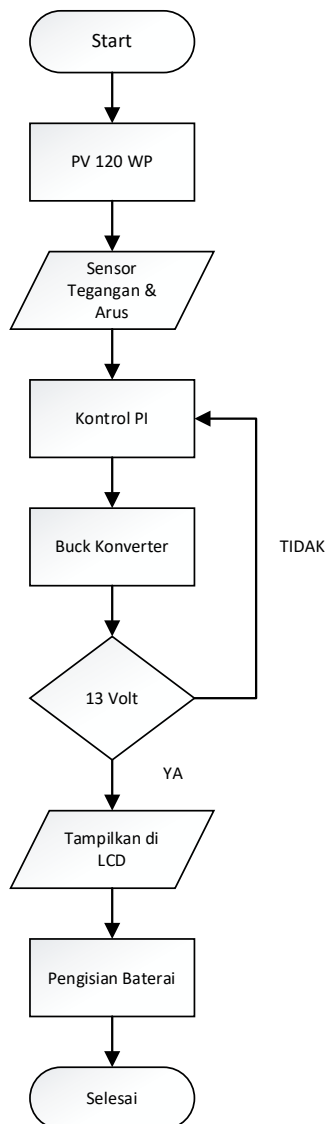 Start
PV 120 WP
Sensor
Tegangan &
Arus
Kontrol PI
Buck Konverter
TIDAK
13 Volt
YA
Tampilkan di
LCD
Pengisian Baterai
Selesai